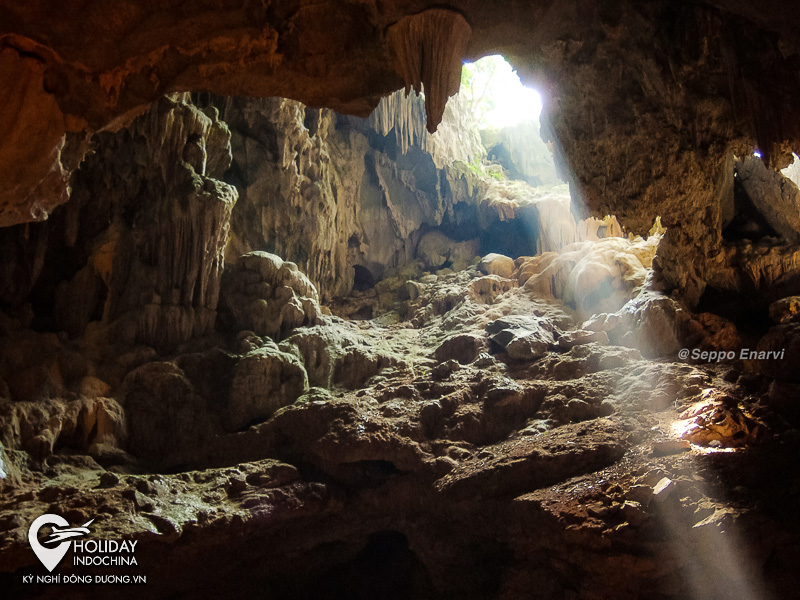 @Seppo Enarvi
HOLIDAY
INDOCHINA
KỲ NGHỈ ĐÔNG DƯƠNG.VN